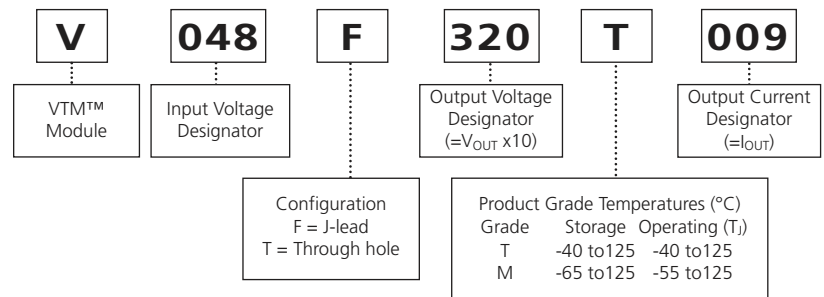 V 048 F 320 T 009
VTM™
Module
Input Voltage
Designator
Output Voltage
Designator
(=VOUT x10)
Output Current
Designator
(=IOUT)
Configuration
F = J-lead
T = Through hole
Product Grade Temperatures (°C)
Grade Storage Operating (TJ)
T -40 to125 -40 to125
M -65 to125 -55 to125